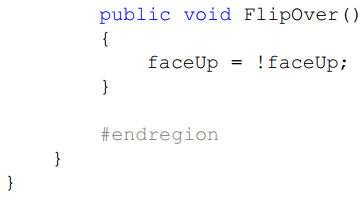 public void FlipOver()
{
faceUp = !faceUp;
}
#endregion
}
}